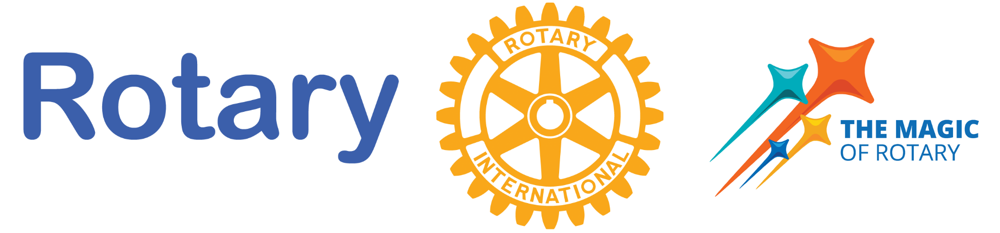 Rotary
ROTARY
INTERNATIONAL
THE MAGIC
OF ROTARY